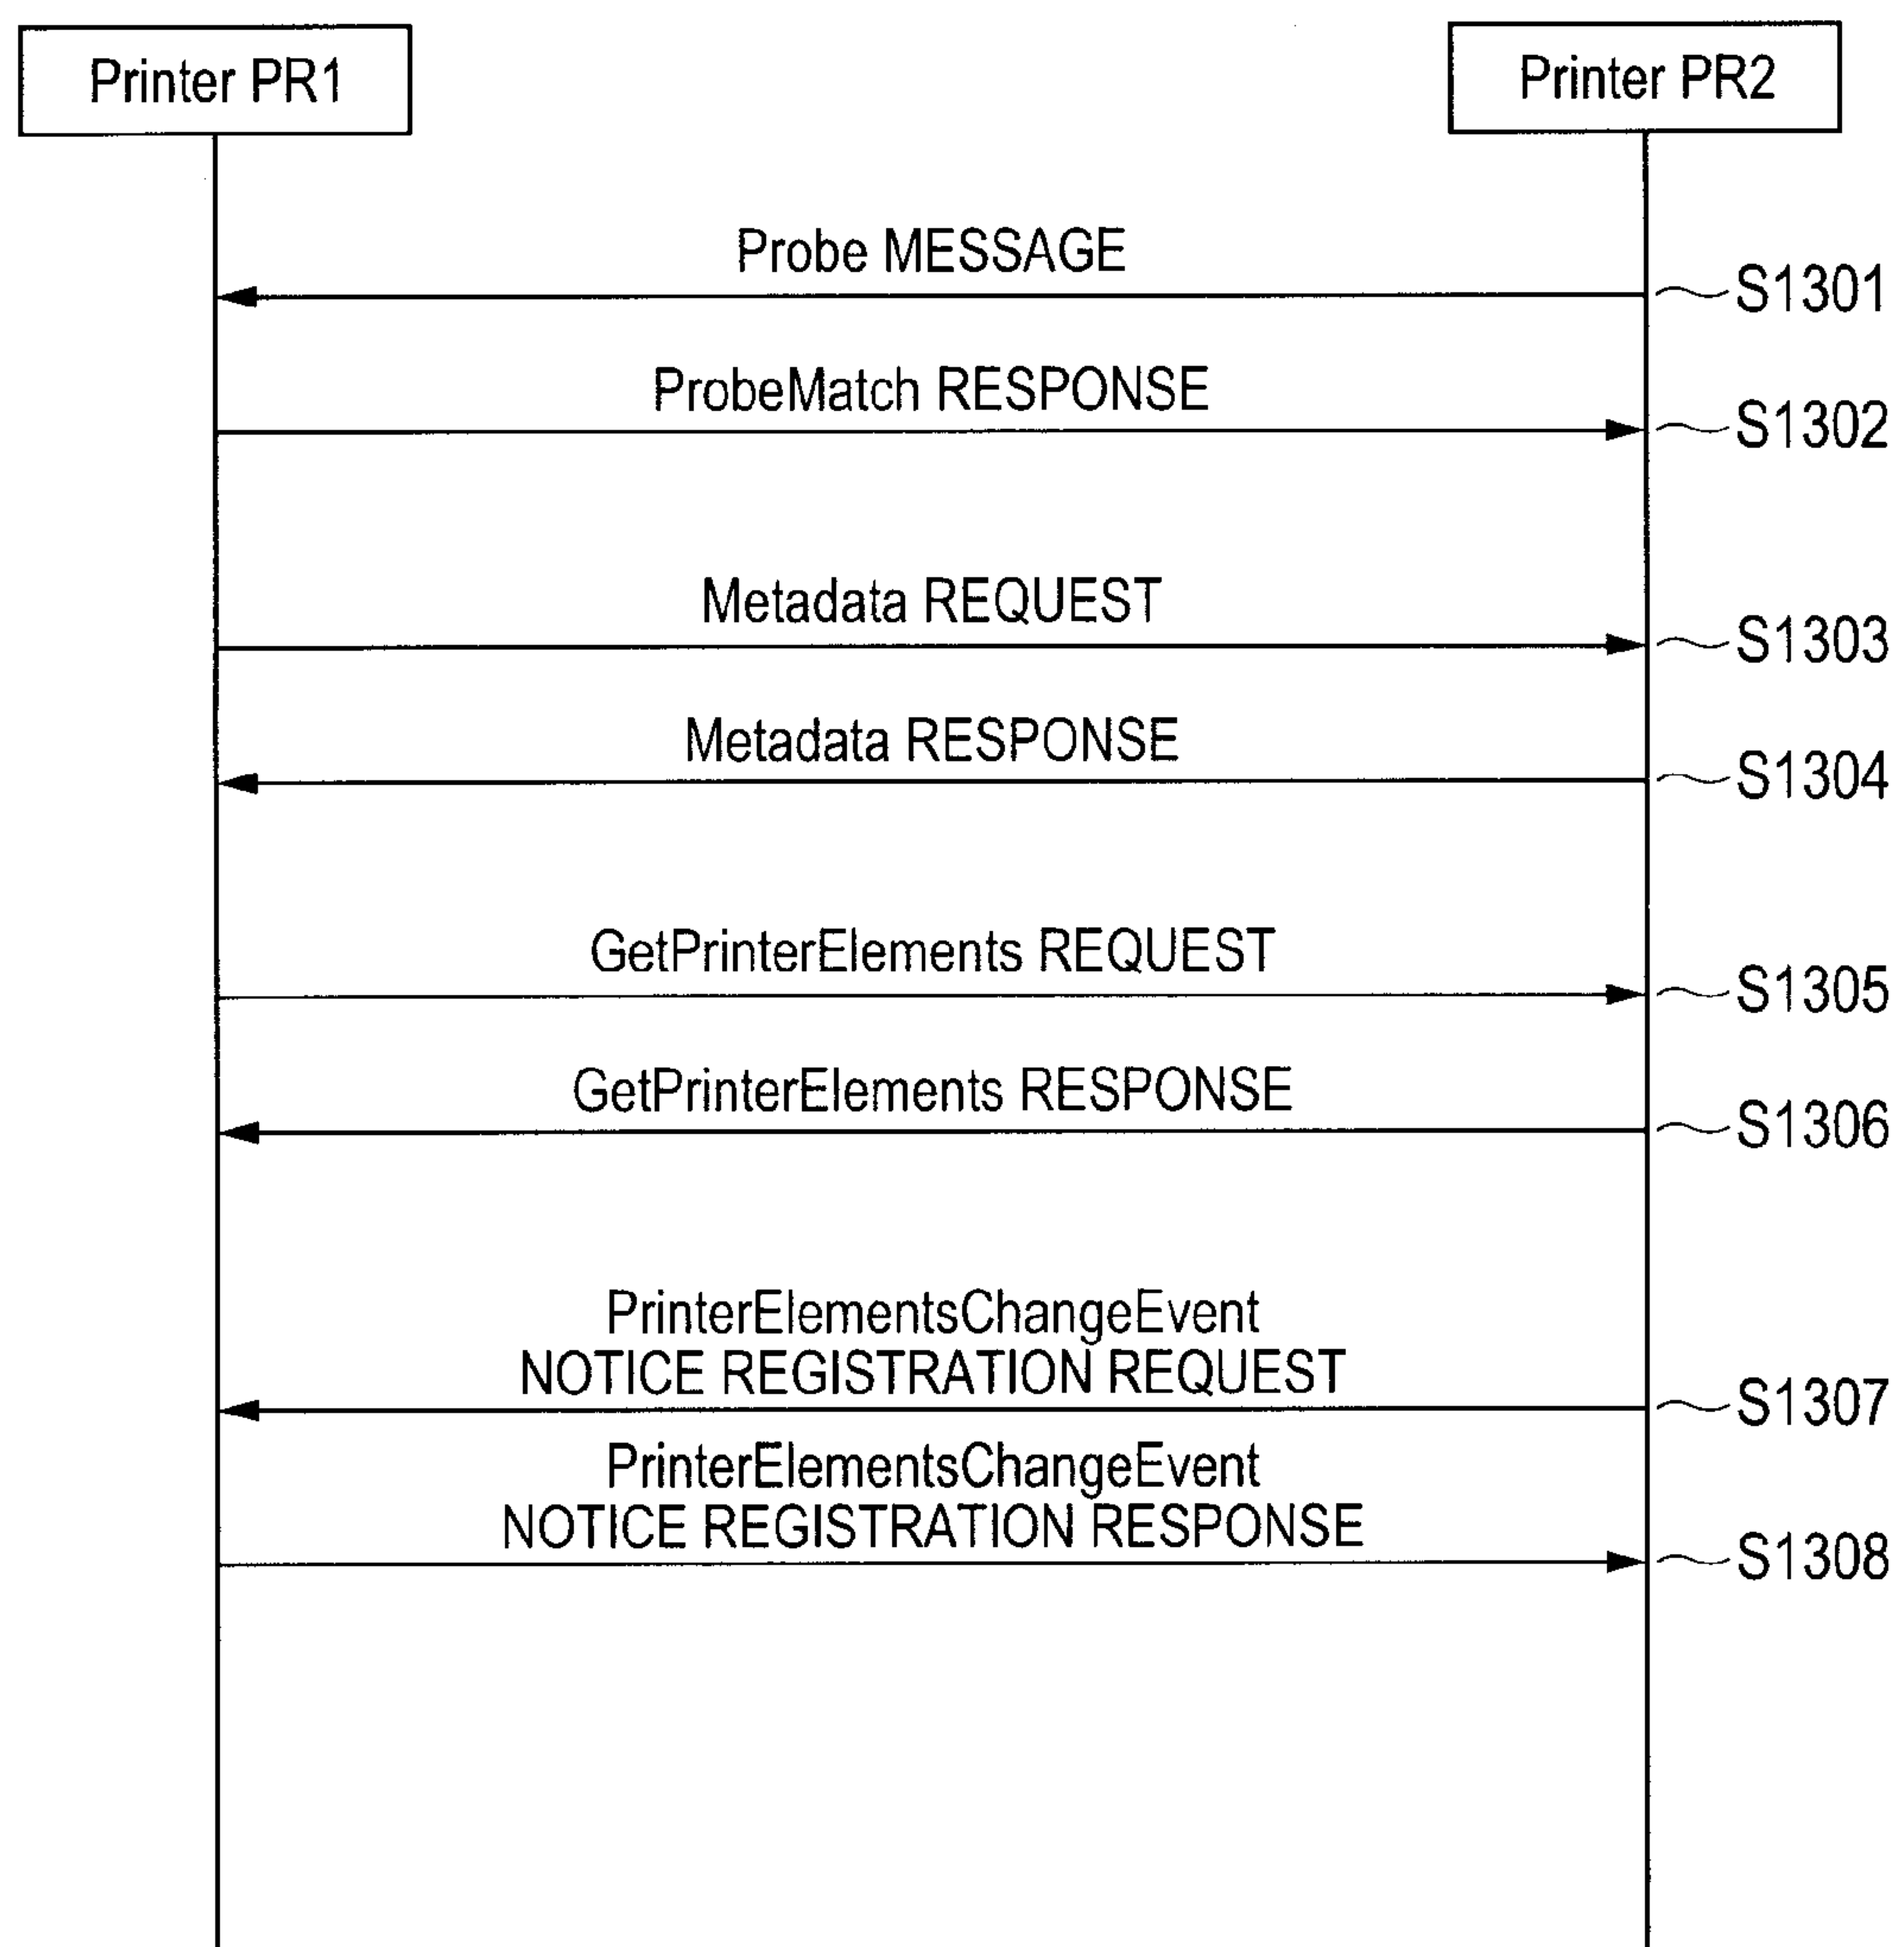 Printer PR1
Printer PR2
Probe MESSAGE
S1301
ProbeMatch RESPONSE
S1302
Metadata REQUEST
S1303
Metadata RESPONSE
S1304
GetPrinterElements REQUEST
S1305
GetPrinterElements RESPONSE
S1306
PrinterElementsChangeEvent
NOTICE REGISTRATION REQUEST
S1307
PrinterElementsChangeEvent
NOTICE REGISTRATION RESPONSE
S1308